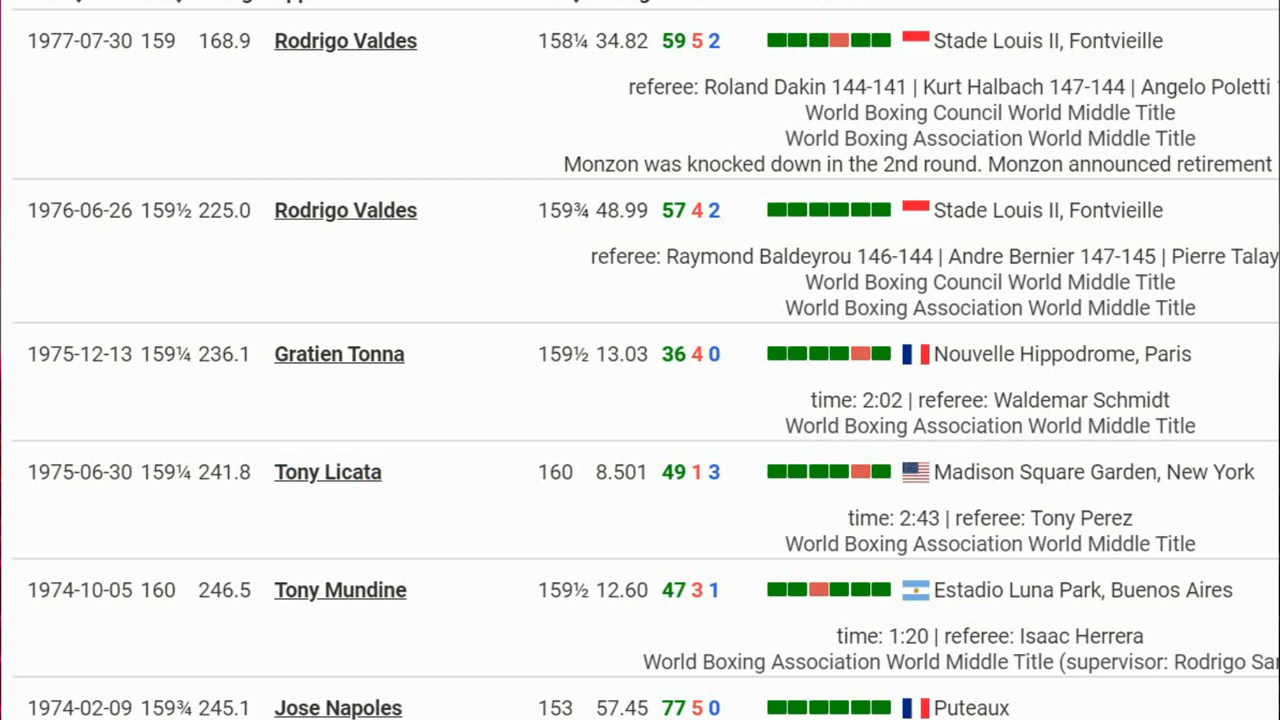 1977-07-30 159 168.9 Rodrigo Valdes 158¼ 34.82 59 5 2 Stade Louis II, Fontvieille
referee: Roland Dakin 144-141 | Kurt Halbach 147-144 | Angelo Poletti
World Boxing Council World Middle Title
World Boxing Association World Middle Title
Monzon was knocked down in the 2nd round. Monzon announced retirement
1976-06-26 159½ 225.0 Rodrigo Valdes 159¾ 48.99 57 4 2 Stade Louis II, Fontvieille
referee: Raymond Baldeyrou 146-144 | Andre Bernier 147-145 | Pierre Talay
World Boxing Council World Middle Title
World Boxing Association World Middle Title
1975-12-13 159¼ 236.1 Gratien Tonna 159½ 13.03 36 4 0 Nouvelle Hippodrome, Paris
time: 2:02 | referee: Waldemar Schmidt
World Boxing Association World Middle Title
1975-06-30 159¼ 241.8 Tony Licata 160 8.501 49 1 3 Madison Square Garden, New York
time: 2:43 | referee: Tony Perez
World Boxing Association World Middle Title
1974-10-05 160 246.5 Tony Mundine 159½ 12.60 47 3 1 Estadio Luna Park, Buenos Aires
time: 1:20 | referee: Isaac Herrera
World Boxing Association World Middle Title (supervisor: Rodrigo
1974-02-09 159¾ 245.1 Jose Napoles 153 57.45 77 5 0 Puteaux